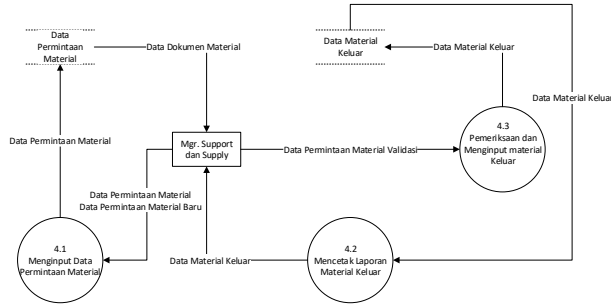 Data
Permintaan
Material
Data Dokumen Material
Data Material
Keluar
Data Material Keluar
Data Material Keluar
Data Permintaan Material
Mgr. Support
dan Supply
Data Permintaan Material Validasi
4.3
Pemeriksaan dan
Menginput material
Keluar
Data Permintaan Material
Data Permintaan Material Baru
4.1
Menginput Data
Permintaan Material
Data Material Keluar
4.2
Mencetak Laporan
Material Keluar